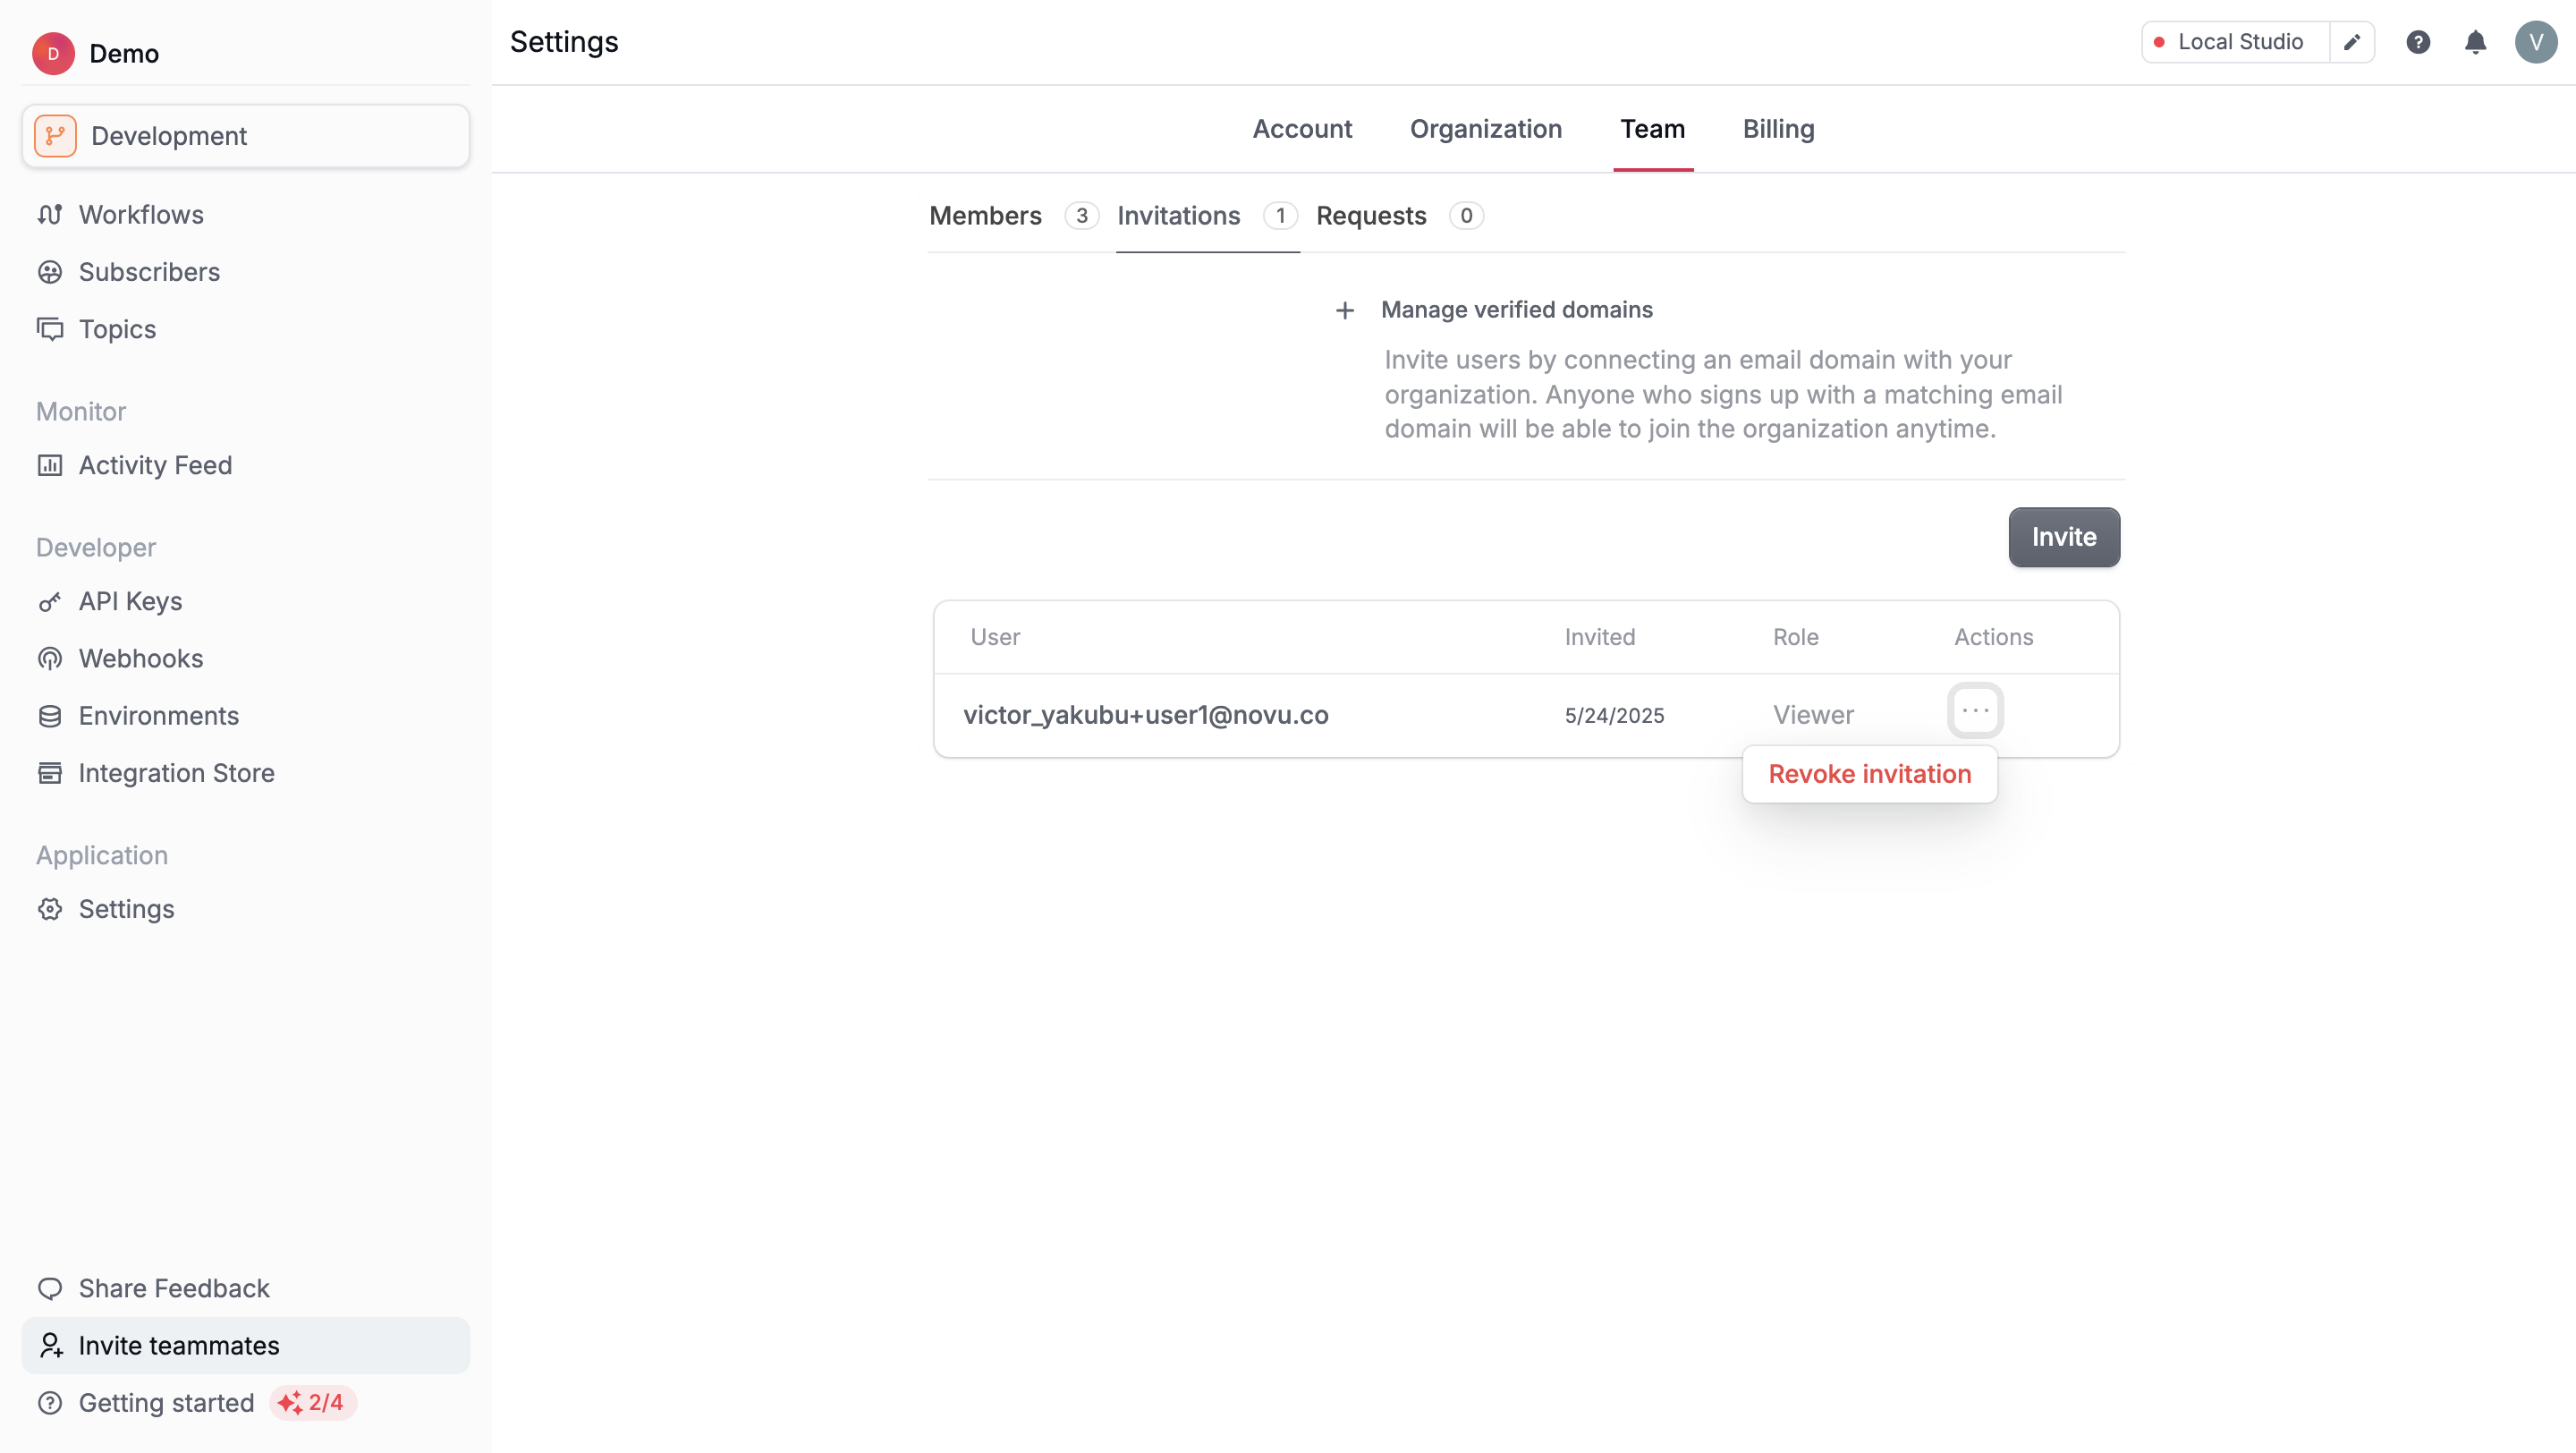 D
Demo
Development
Workflows
Subscribers
Topics
Monitor
Activity Feed
Developer
API Keys
Webhooks
Environments
Integration Store
Application
Settings
Share Feedback
Invite teammates
Getting started 2/4
Settings
Local Studio
V
Account Organization Team Billing
Members 3 Invitations 1 Requests 0
Manage verified domains
Invite users by connecting an email domain with your
organization. Anyone who signs up with a matching email
domain will be able to join the organization anytime.
Invite
User Invited Role Actions
victor_yakubu+user1@novu.co 5/24/2025 Viewer
Revoke invitation